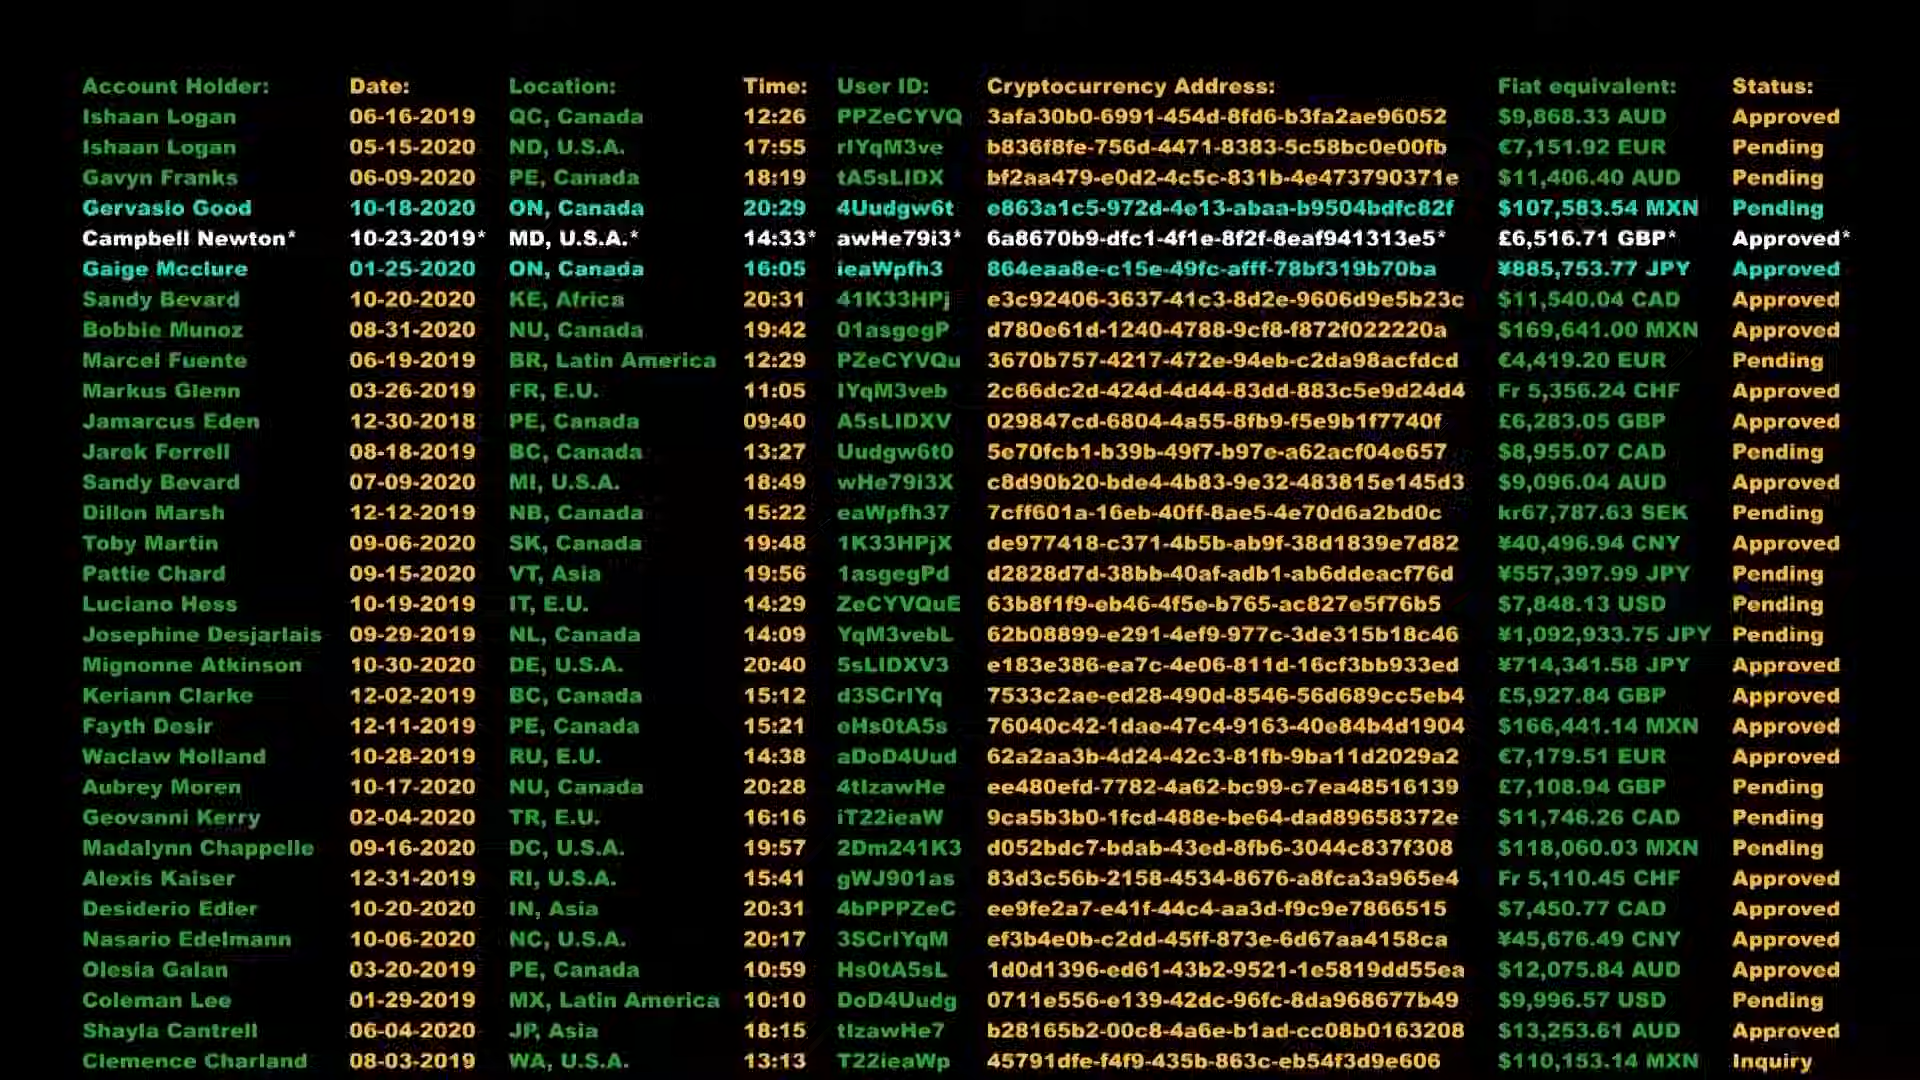 Account Holder: Date: Location: Time: User ID: Cryptocurrency Address: Fiat equivalent: Status:
Ishaan Logan 06-16-2019 QC, Canada 12:26 PPZeCYVQ 3afa30b0-6991-454d-8fd6-b3fa2ae96052 $9,868.33 AUD Approved
Ishaan Logan 05-15-2020 ND, U.S.A. 17:55 rIYqM3ve b836f8fe-756d-4471-8383-5c58bc0e00fb €7,151.92 EUR Pending
Gavyn Franks 06-09-2020 PE, Canada 18:19 tA5sLIDX bf2aa479-e0d2-4c5c-831b-4e473790371e $11,406.40 AUD Pending
Gervasio Good 10-18-2020 ON, Canada 20:29 4Uudgw6t e863a1c5-972d-4e13-abaa-b9504bdfc82f $107,583.54 MXN Pending
Campbell Newton* 10-23-2019* MD, U.S.A.* 14:33* awHe79i3* 6a8670b9-dfc1-4f1e-8f2f-8eaf941313e5* £6,516.71 GBP* Approved*
Gaige Mcclure 01-25-2020 ON, Canada 16:05 ieaWpfh3 864eaa8e-c15e-49fc-afff-78bf319b70ba ¥885,753.77 JPY Approved
Sandy Bevard 10-20-2020 KE, Africa 20:31 41K33HPj e3c92406-3637-41c3-8d2e-9606d9e5b23c $11,540.04 CAD Approved
Bobbie Munoz 08-31-2020 NU, Canada 19:42 01asgegP d780e61d-1240-4788-9cf8-f872f022220a $169,641.00 MXN Approved
Marcel Fuente 06-19-2019 BR, Latin America 12:29 PZeCYVQu 3670b757-4217-472e-94eb-c2da98acfdcd €4,419.20 EUR Pending
Markus Glenn 03-26-2019 FR, E.U. 11:05 IYqM3veb 2c66dc2d-424d-4d44-83dd-883c5e9d24d4 Fr 5,356.24 CHF Approved
Jamarcus Eden 12-30-2018 PE, Canada 09:40 A5sLIDXV 029847cd-6804-4a55-8fb9-f5e9b1f7740f £6,283.05 GBP Approved
Jarek Ferrell 08-18-2019 BC, Canada 13:27 Uudgw6t0 5e70fcb1-b39b-49f7-b97e-a62acf04e657 $8,955.07 CAD Pending
Sandy Bevard 07-09-2020 MI, U.S.A. 18:49 wHe79i3X c8d90b20-bde4-4b83-9e32-483815e145d3 $9,096.04 AUD Approved
Dillon Marsh 12-12-2019 NB, Canada 15:22 eaWpfh37 7cff601a-16eb-40ff-8ae5-4e70d6a2bd0c kr67,787.63 SEK Pending
Toby Martin 09-06-2020 SK, Canada 19:48 1K33HPjX de977418-c371-4b5b-ab9f-38d1839e7d82 ¥40,496.94 CNY Approved
Pattie Chard 09-15-2020 VT, Asia 19:56 1asgegPd d2828d7d-38bb-40af-adb1-ab6ddeacf76d ¥557,397.99 JPY Pending
Luciano Hess 10-19-2019 IT, E.U. 14:29 ZeCYVQuE 63b8f1f9-eb46-4f5e-b765-ac827e5f76b5 $7,848.13 USD Pending
Josephine Desjarlais 09-29-2019 NL, Canada 14:09 YqM3vebL 62b08899-e291-4ef9-977c-3de315b18c46 ¥1,092,933.75 JPY Pending
Mignonne Atkinson 10-30-2020 DE, U.S.A. 20:40 5sLIDXV3 e183e386-ea7c-4e06-811d-16cf3bb933ed ¥714,341.58 JPY Approved
Keriann Clarke 12-02-2019 BC, Canada 15:12 d3SCrIYq 7533c2ae-ed28-490d-8546-56d689cc5eb4 £5,927.84 GBP Approved
Fayth Desir 12-11-2019 PE, Canada 15:21 eHs0tA5s 76040c42-1dae-47c4-9163-40e84b4d1904 $166,441.14 MXN Approved
Waclaw Holland 10-28-2019 RU, E.U. 14:38 aDoD4Uud 62a2aa3b-4d24-42c3-81fb-9ba11d2029a2 €7,179.51 EUR Approved
Aubrey Moren 10-17-2020 NU, Canada 20:28 4tIzawHe ee480efd-7782-4a62-bc99-c7ea48516139 £7,108.94 GBP Pending
Geovanni Kerry 02-04-2020 TR, E.U. 16:16 iT22ieaW 9ca5b3b0-1fcd-488e-be64-dad89658372e $11,746.26 CAD Pending
Madalynn Chappelle 09-16-2020 DC, U.S.A. 19:57 2Dm241K3 d052bdc7-bdab-43ed-8fb6-3044c837f308 $118,060.03 MXN Pending
Alexis Kaiser 12-31-2019 RI, U.S.A. 15:41 gWJ901as 83d3c56b-2158-4534-8676-a8fca3a965e4 Fr 5,110.45 CHF Approved
Desiderio Edler 10-20-2020 IN, Asia 20:31 4bPPPZeC ee9fe2a7-e41f-44c4-aa3d-f9c9e7866515 $7,450.77 CAD Approved
Nasario Edelmann 10-06-2020 NC, U.S.A. 20:17 3SCrIYqM ef3b4e0b-c2dd-45ff-873e-6d67aa4158ca ¥45,676.49 CNY Approved
Olesia Galan 03-20-2019 PE, Canada 10:59 Hs0tA5sL 1d0d1396-ed61-43b2-9521-1e5819dd55ea $12,075.84 AUD Approved
Coleman Lee 01-29-2019 MX, Latin America 10:10 DoD4Uudg 0711e556-e139-42dc-96fc-8da968677b49 $9,996.57 USD Pending
Shayla Cantrell 06-04-2020 JP, Asia 18:15 tIzawHe7 b28165b2-00c8-4a6e-b1ad-cc08b0163208 $13,253.61 AUD Approved
Clemence Charland 08-03-2019 WA, U.S.A. 13:13 T22ieaWp 45791dfe-f4f9-435b-863c-eb54f3d9e606 $110,153.14 MXN Inquiry